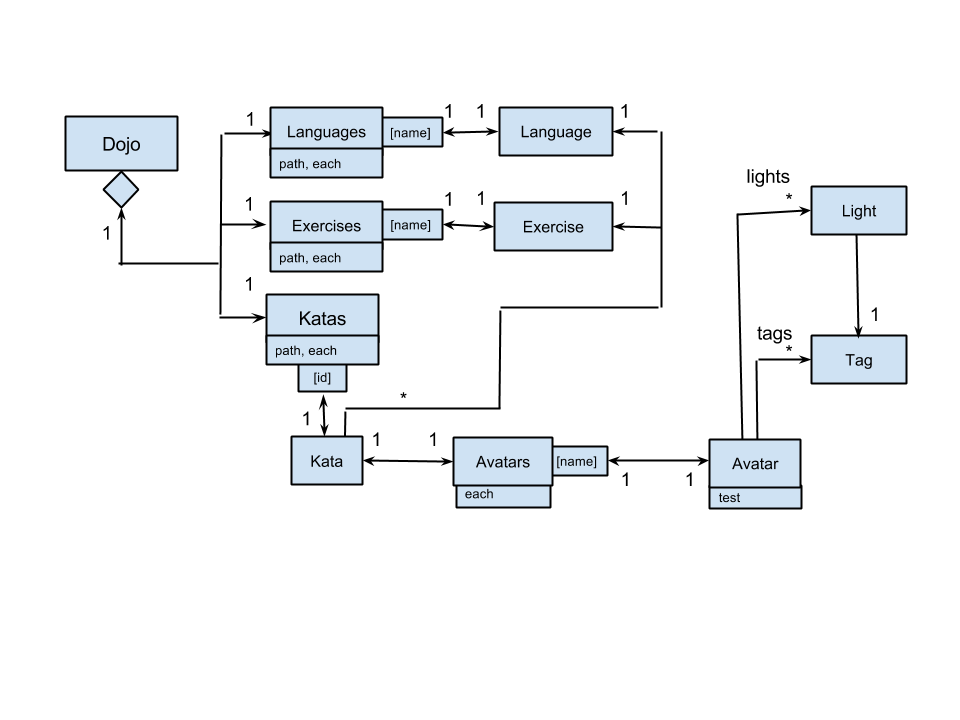 Dojo
1
1
Languages
[name]
path, each
1
1
Language
1
1
Exercises
[name]
path, each
1
1
Exercise
1
1
Katas
path, each
[id]
1
*
Kata
1
1
Avatars
[name]
each
1
1
Avatar
test
lights
*
Light
1
tags
*
Tag